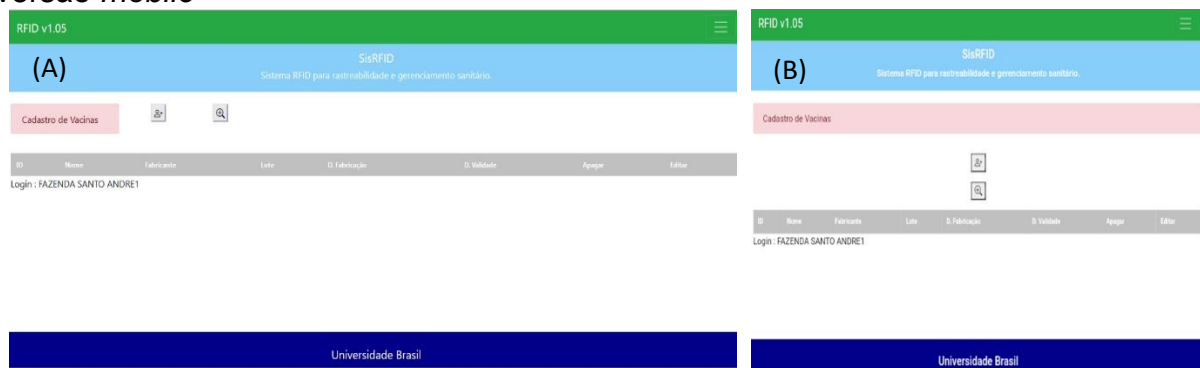 versão mobile
RFID v1.05
(A)
SisRFID
Sistema RFID para rastreabilidade e gerenciamento sanitário.
Cadastro de Vacinas
ID Nome Fabricante Lote D. Fabricação D. Validade Apagar Editar
Login : FAZENDA SANTO ANDRE1
Universidade Brasil
RFID v1.05
(B)
SisRFID
Sistema RFID para rastreabilidade e gerenciamento sanitário.
Cadastro de Vacinas
ID Nome Fabricante Lote D. Fabricação D. Validade Apagar Editar
Login : FAZENDA SANTO ANDRE1
Universidade Brasil